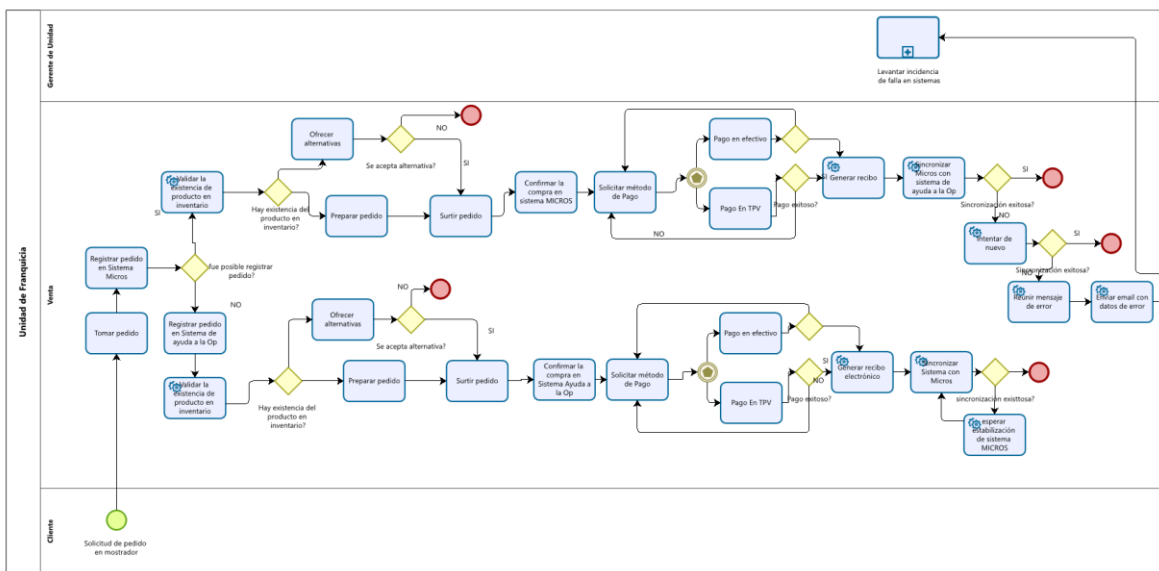 Unidad de Franquicia
Gerente de Unidad
Levantar incidencia
de falla en sistemas
Venta
Ofrecer
alternativas
NO
Se acepta alternativa?
SI
Validar la
existencia de
producto en
inventario
SI
Hay existencia del
producto en
inventario?
Preparar pedido
Surtir pedido
Confirmar la
compra en
sistema MICROS
Solicitar método
de Pago
Pago en efectivo
Pago En TPV
Pago exitoso?
SI
NO
Generar recibo
Sincronizar
Micros con
sistema de
ayuda a la Op
SI
Sincronización exitosa?
NO
Intentar de
nuevo
SI
Sincronización exitosa?
NO
Reunir mensaje
de error
Enviar email con
datos de error
Registrar pedido
en Sistema
Micros
fue posible registrar
pedido?
NO
Tomar pedido
Registrar pedido
en Sistema de
ayuda a la Op
Validar la
existencia de
producto en
inventario
Ofrecer
alternativas
NO
Se acepta alternativa?
SI
Hay existencia del
producto en
inventario?
Preparar pedido
Surtir pedido
Confirmar la
compra en
Sistema Ayuda a
la Op
Solicitar método
de Pago
Pago en efectivo
Pago En TPV
Pago exitoso?
SI
NO
Generar recibo
electrónico
Sincronizar
Sistema con
Micros
sincronización existtosa?
esperar
estabilización
de sistema
MICROS
Cliente
Solicitud de pedido
en mostrador